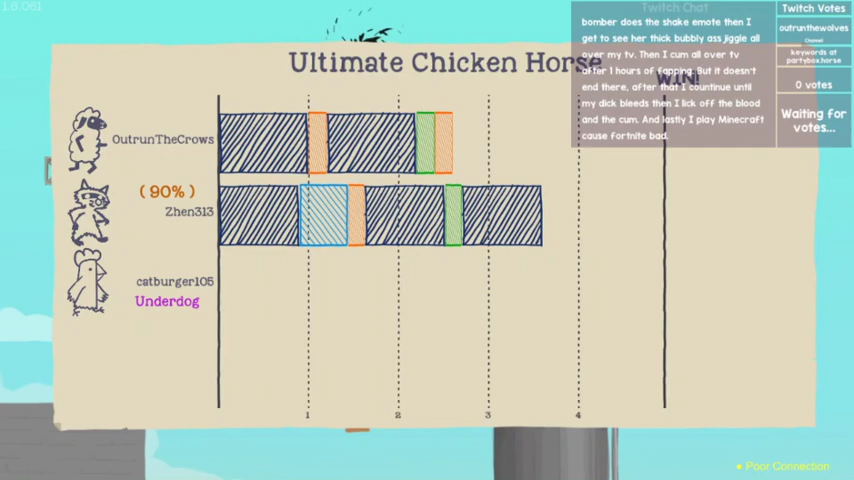 1.6.061
Twitch Chat
bomber does the shake emote then I
get to see her thick bubbly ass jiggle all
over my tv. Then I cum all over tv
after 1 hours of fapping. But it doesn't
end there, after that I countinue until
my dick bleeds then I lick off the blood
and the cum. And lastly I play Minecraft
cause fortnite bad.
Twitch Votes
outrunthewolves
Channel
keywords at
partybox.horse
0 votes
Waiting for
votes...
Ultimate Chicken Horse
WIN!
OutrunTheCrows
( 90% )
Zhen313
catburger105
Underdog
1 2 3 4
Poor Connection